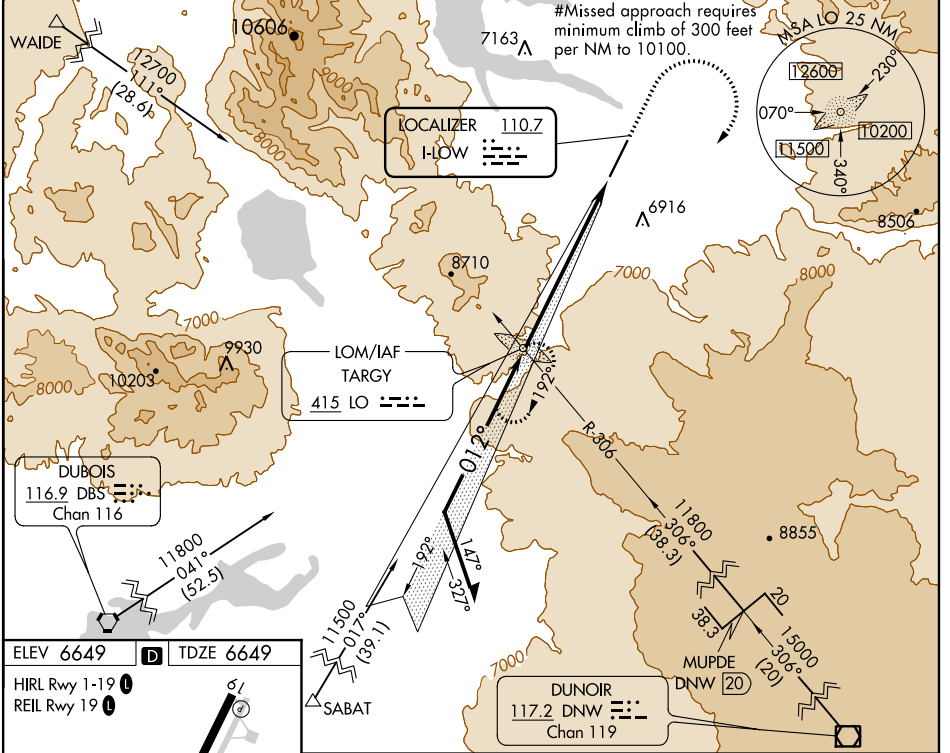 #Missed approach requires
minimum climb of 300 feet
per NM to 10100.
MSA LO 25 NM
12600
230°
070°
10200
11500
340°
WAIDE
12700
111°
(28.6)
10606
9000
8000
7163
LOCALIZER 110.7
I-LOW
6916
8506
8710
7000
8000
7000
9930
10203
8000
LOM/IAF
TARGY
415 LO
192°
012°
R-306
DUBOIS
116.9 DBS
Chan 116
11800
041°
(52.5)
11800
306°
(38.3)
8855
192°
147°
327°
11500
017°
(39.1)
SABAT
20
38.3
MUPDE
DNW 20
15000
306°
(20)
7000
DUNOIR
117.2 DNW
Chan 119
ELEV 6649 D TDZE 6649
HIRL Rwy 1-19 L
REIL Rwy 19 L
19
P